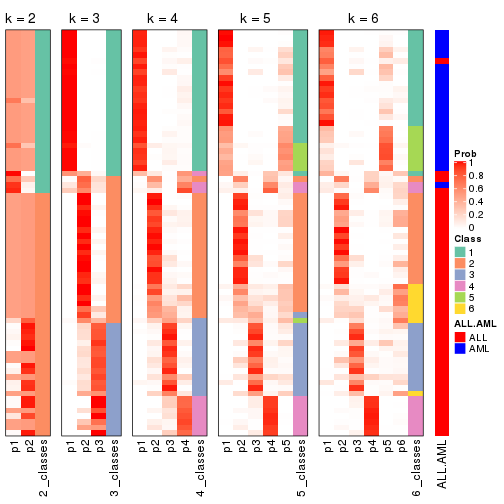 k = 2
k = 3
k = 4
k = 5
k = 6
Prob
1
0.8
0.6
0.4
0.2
0
Class
1
2
3
4
5
6
ALL.AML
ALL
AML
p1
p2
2_classes
p1
p2
p3
3_classes
p1
p2
p3
p4
4_classes
p1
p2
p3
p4
p5
5_classes
p1
p2
p3
p4
p5
p6
6_classes
ALL.AML